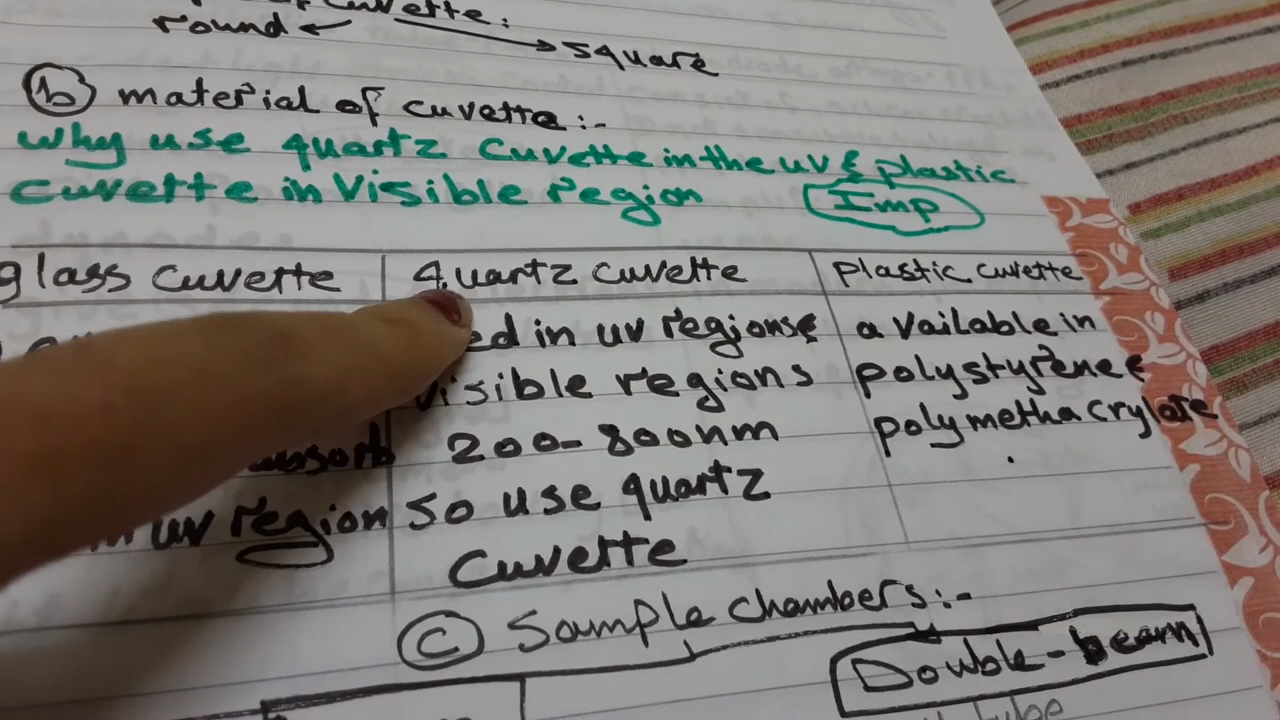 Cuvette:
round ← → square
(b) material of cuvette:-
Why use quartz cuvette in the uv & plastic
cuvette in Visible region Imp
glass cuvette
quartz cuvette
in uv regions &
visible regions
200-800nm
so use quartz
Cuvette
absorb
uv region
plastic cuvette
available in
polystyrene &
polymethacrylate
(C) Sample chambers:-
Double-beam